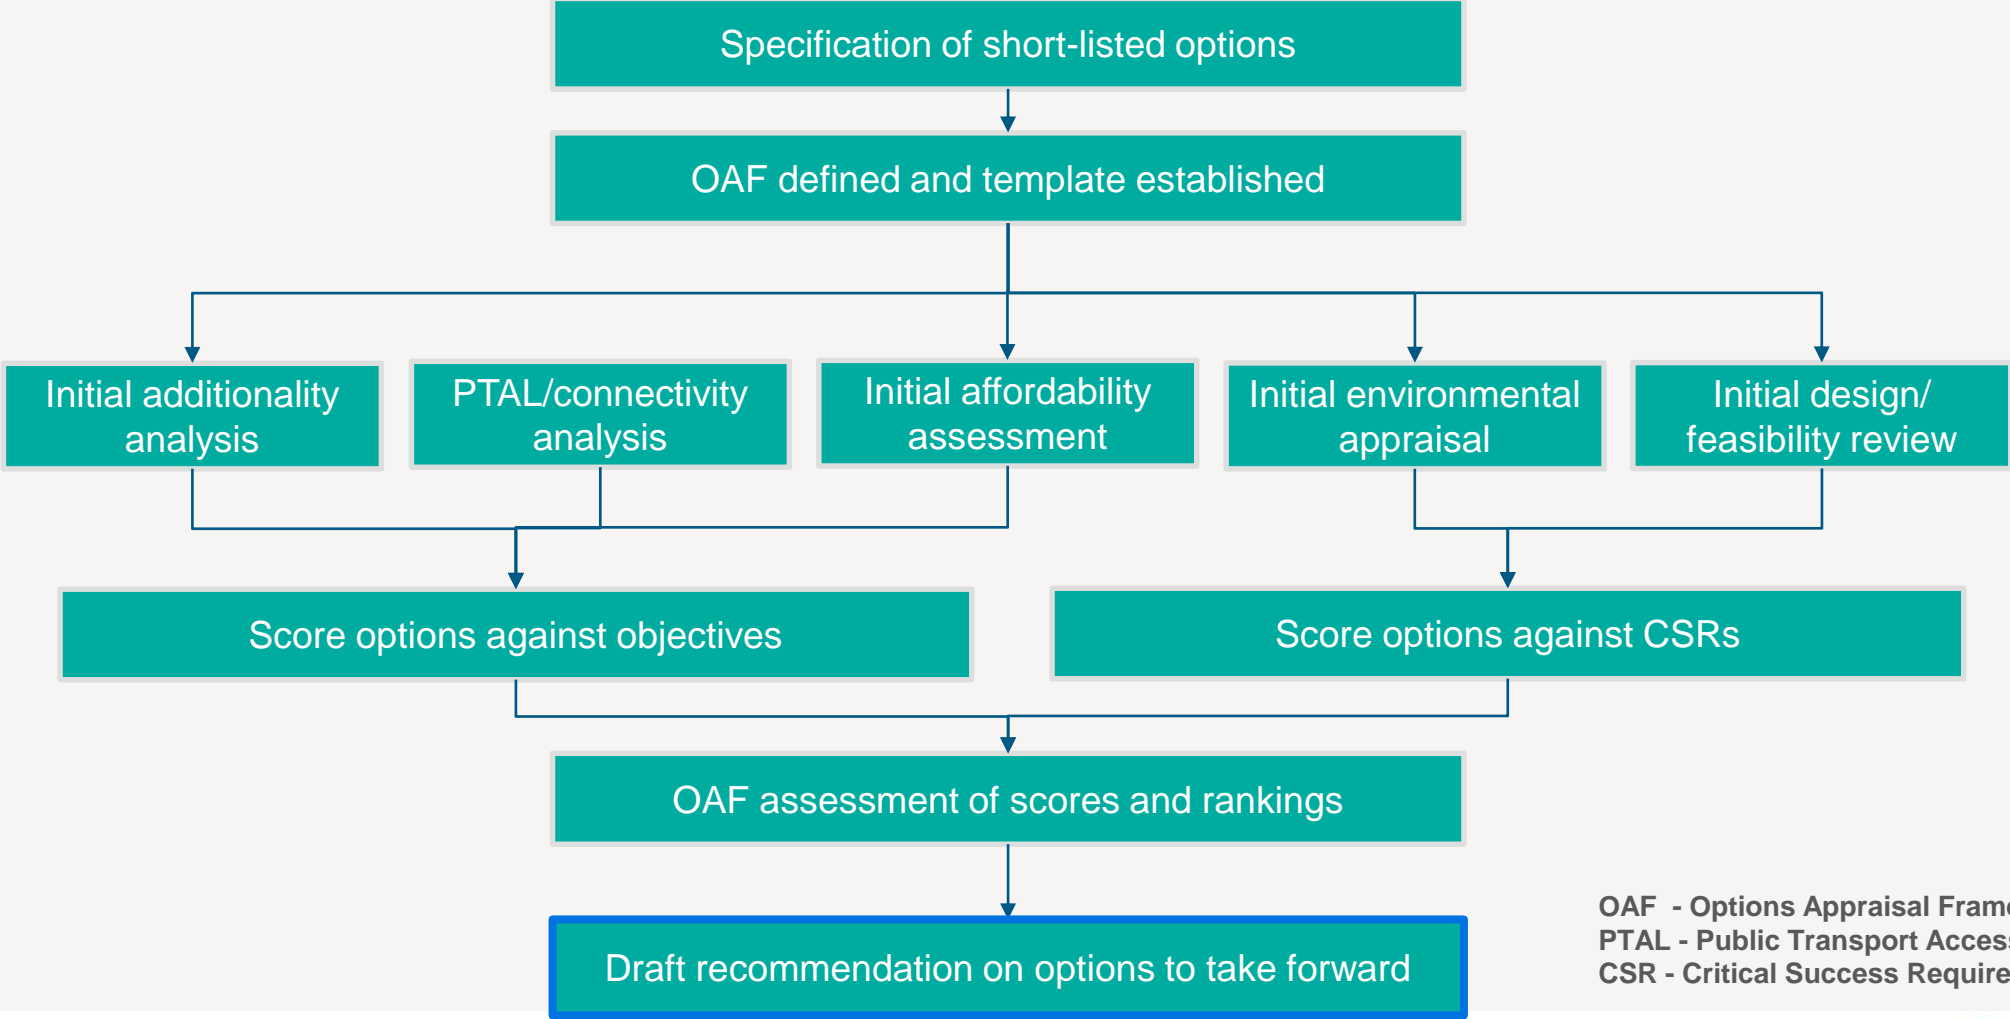 Specification of short-listed options
OAF defined and template established
Initial additionality
analysis
PTAL/connectivity
analysis
Initial affordability
assessment
Initial environmental
appraisal
Initial design/
feasibility review
Score options against objectives
Score options against CSRs
OAF assessment of scores and rankings
Draft recommendation on options to take forward
OAF - Options Appraisal
PTAL - Public Transport
CSR - Critical Success